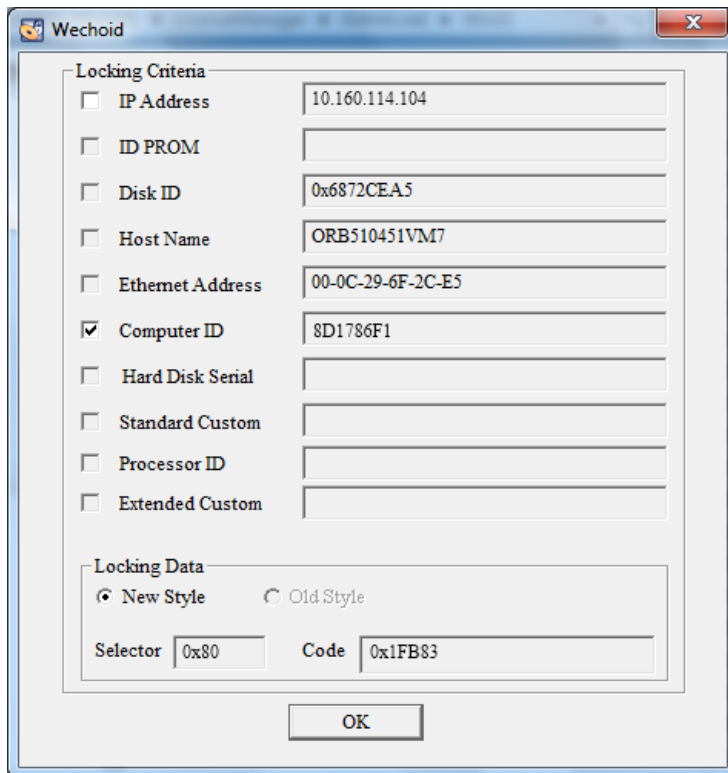 Wechoid
Locking Criteria
IP Address 10.160.114.104
ID PROM
Disk ID 0x6872CEA5
Host Name ORB510451VM7
Ethernet Address 00-0C-29-6F-2C-E5
Computer ID 8D1786F1
Hard Disk Serial
Standard Custom
Processor ID
Extended Custom
Locking Data
New Style Old Style
Selector 0x80 Code 0x1FB83
OK